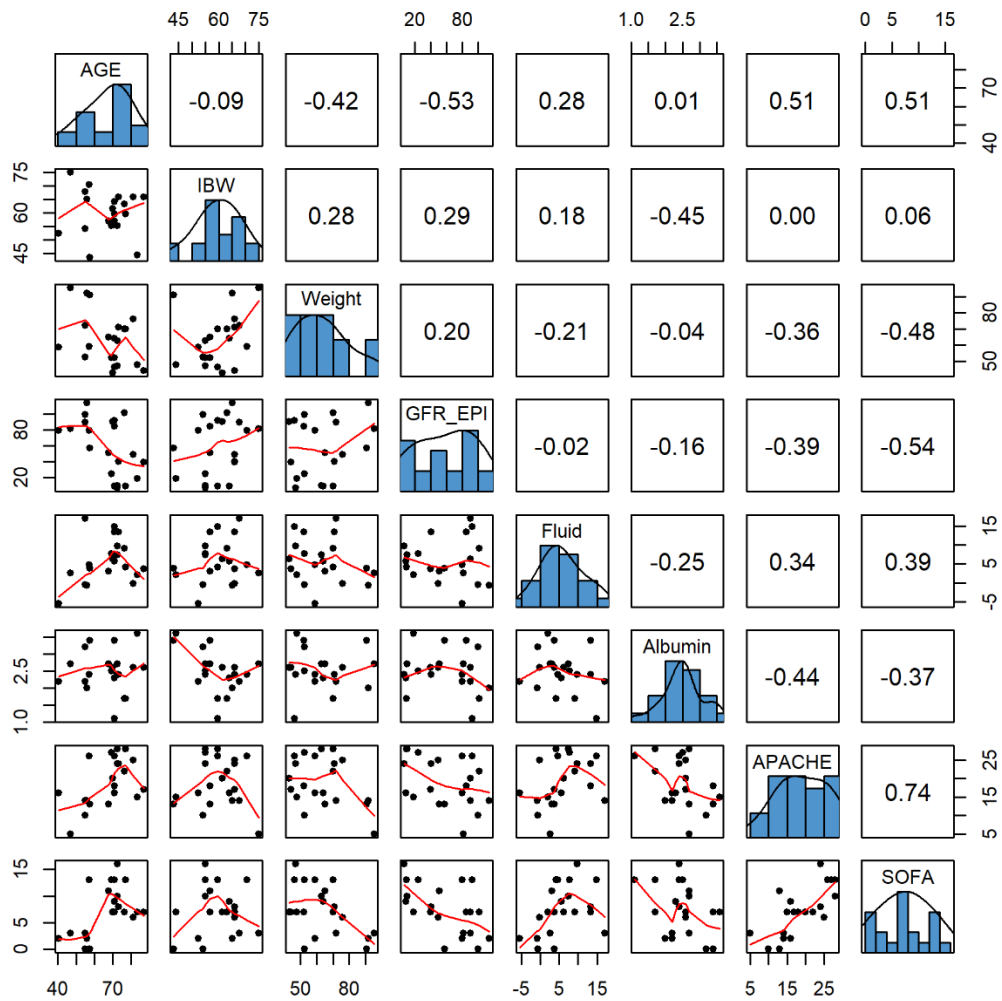 45 60 75
20 80
1.0 2.5
0 5 15
AGE
-0.09
-0.42
-0.53
0.28
0.01
0.51
0.51
40 70
45 60 75
IBW
0.28
0.29
0.18
-0.45
0.00
0.06
Weight
0.20
-0.21
-0.04
-0.36
-0.48
50 80
20 80
GFR_EPI
-0.02
-0.16
-0.39
-0.54
Fluid
-0.25
0.34
0.39
-5 5 15
1.0 2.5
Albumin
-0.44
-0.37
APACHE
0.74
5 15 25
0 5 15
SOFA
40 70
50 80
-5 5 15
5 15 25